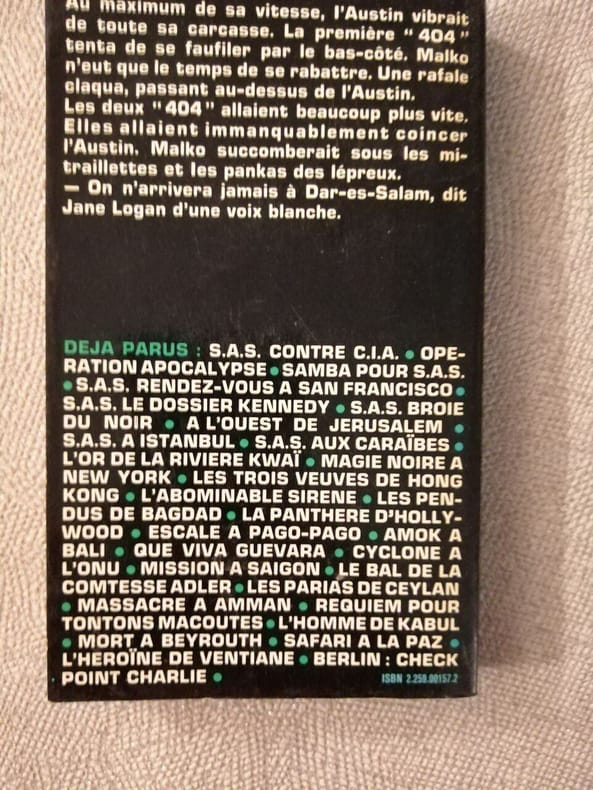 Au maximum de sa vitesse, l'Austin vibrait
de toute sa carcasse. La première "404"
tenta de se faufiler par le bas-côté. Malko
n'eut que le temps de se rabattre. Une rafale
claqua, passant au-dessus de l'Austin.
Les deux "404" allaient beaucoup plus vite.
Elles allaient immanquablement coincer
l'Austin. Malko succomberait sous les mi-
traillettes et les pankas des lépreux.
— On n'arrivera jamais à Dar-es-Salam, dit
Jane Logan d'une voix blanche.
DEJA PARUS : S.A.S. CONTRE C.I.A. • OPE-
RATION APOCALYPSE • SAMBA POUR S.A.S.
• S.A.S. RENDEZ-VOUS A SAN FRANCISCO •
S.A.S. LE DOSSIER KENNEDY • S.A.S. BROIE
DU NOIR • A L'OUEST DE JERUSALEM •
S.A.S. A ISTANBUL • S.A.S. AUX CARAÏBES •
L'OR DE LA RIVIERE KWAÏ • MAGIE NOIRE A
NEW YORK • LES TROIS VEUVES DE HONG
KONG • L'ABOMINABLE SIRENE • LES PEN-
DUS DE BAGDAD • LA PANTHERE D'HOLLY-
WOOD • ESCALE A PAGO-PAGO • AMOK A
BALI • QUE VIVA GUEVARA • CYCLONE A
L'ONU • MISSION A SAIGON • LE BAL DE LA
COMTESSE ADLER • LES PARIAS DE CEYLAN
• MASSACRE A AMMAN • REQUIEM POUR
TONTONS MACOUTES • L'HOMME DE KABUL
• MORT A BEYROUTH • SAFARI A LA PAZ •
L'HEROÏNE DE VENTIANE • BERLIN : CHECK
POINT CHARLIE •
ISBN 2.259.00157.2